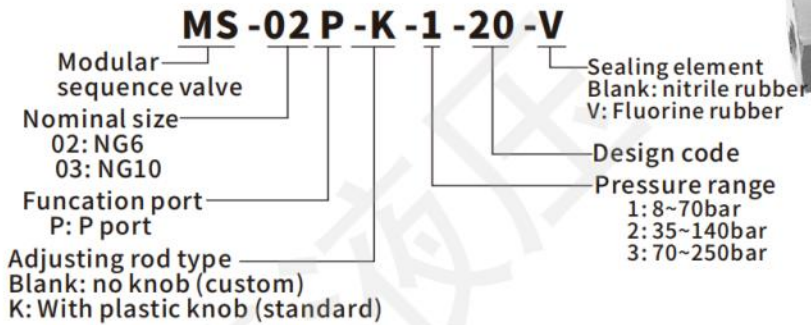 MS-02P-K-1-20-V
Modular
sequence valve
Nominal size
02: NG6
03: NG10
Funcation port
P: P port
Adjusting rod type
Blank: no knob (custom)
K: With plastic knob (standard)
Sealing element
Blank: nitrile rubber
V: Fluorine rubber
Design code
Pressure range
1: 8~70bar
2: 35~140bar
3: 70~250bar
液压